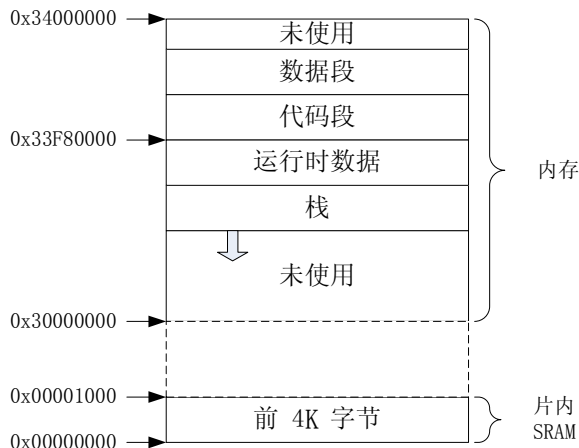 0x34000000
未使用
数据段
代码段
0x33F80000
运行时数据
内存
栈
未使用
0x30000000
0x00001000
前 4K 字节
片内
SRAM
0x00000000